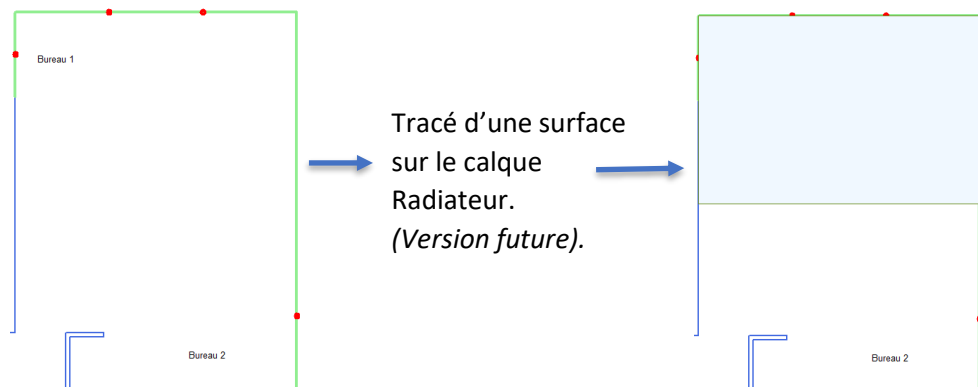 Bureau 1
Tracé d’une surface
sur le calque
Radiateur.
(Version future).
Bureau 2
Bureau 2